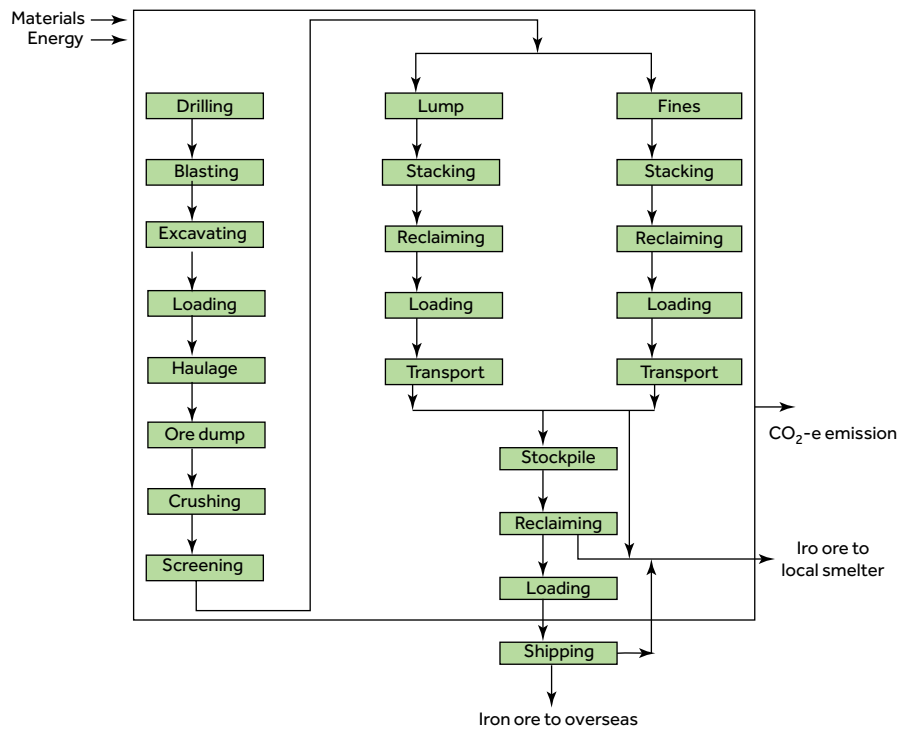 Materials
Energy
Drilling
Blasting
Excavating
Loading
Haulage
Ore dump
Crushing
Screening
Lump
Stacking
Reclaiming
Loading
Transport
Fines
Stacking
Reclaiming
Loading
Transport
Stockpile
Reclaiming
Loading
Shipping
CO₂-e emission
Iro ore to
local smelter
Iron ore to overseas